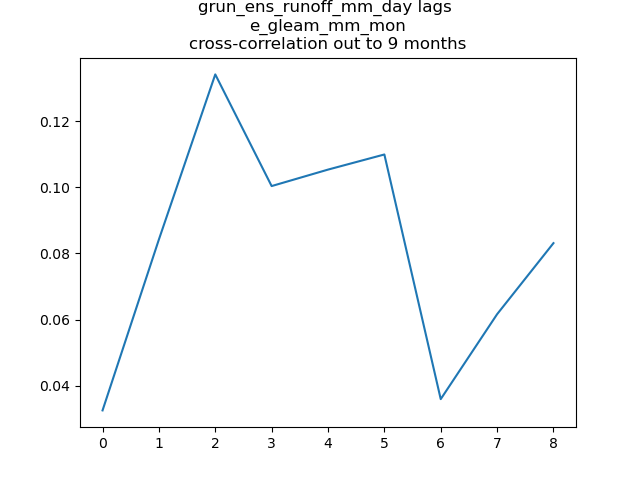 grun_ens_runoff_mm_day lags
e_gleam_mm_mon
cross-correlation out to 9 months
0.12
0.10
0.08
0.06
0.04
0 1 2 3 4 5 6 7 8